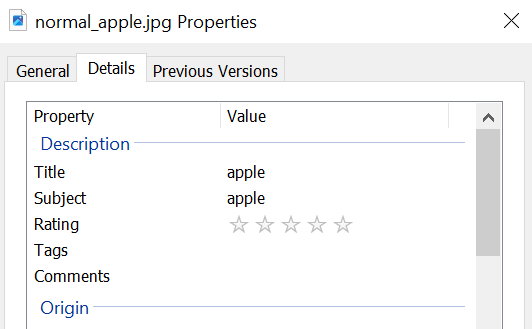 normal_apple.jpg Properties
General Details Previous Versions
Property Value
Description
Title apple
Subject apple
Rating
Tags
Comments
Origin